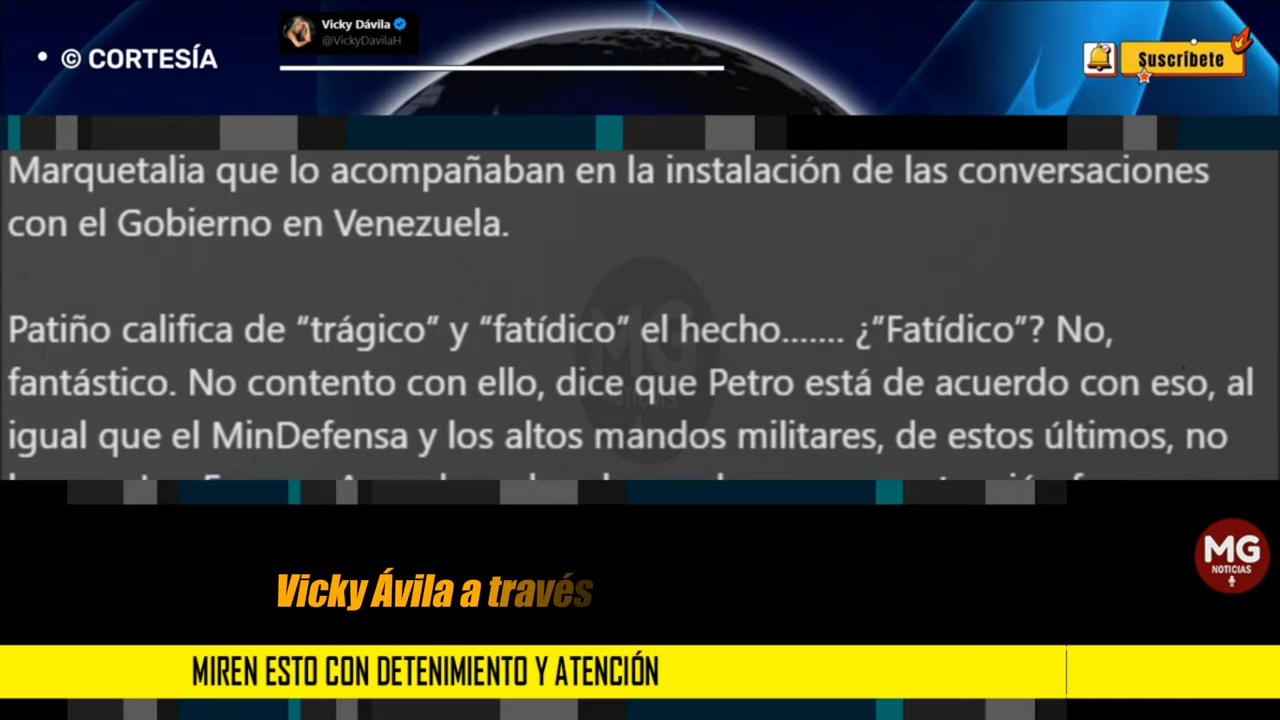 • © CORTESÍA
Vicky Dávila
@VickyDavilaH
Suscríbete
Marquetalia que lo acompañaban en la instalación de las conversaciones
con el Gobierno en Venezuela.
Patiño califica de “trágico” y “fatídico” el hecho....... ¿“Fatídico”? No,
fantástico. No contento con ello, dice que Petro está de acuerdo con eso, al
igual que el MinDefensa y los altos mandos militares, de estos últimos, no
MG
NOTICIAS
Vicky Ávila a través
MIREN ESTO CON DETENIMIENTO Y ATENCIÓN